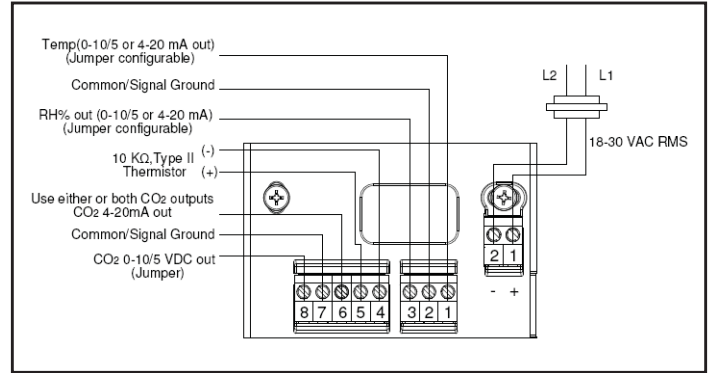 Temp(0-10/5 or 4-20 mA out)
(Jumper configurable)
Common/Signal Ground
RH% out (0-10/5 or 4-20 mA)
(Jumper configurable)
10 KΩ,Type II (-)
Thermistor (+)
Use either or both CO2 outputs
CO2 4-20mA out
Common/Signal Ground
CO2 0-10/5 VDC out
(Jumper)
L2 L1
18-30 VAC RMS
2 1
- +
8 7 6 5 4 3 2 1